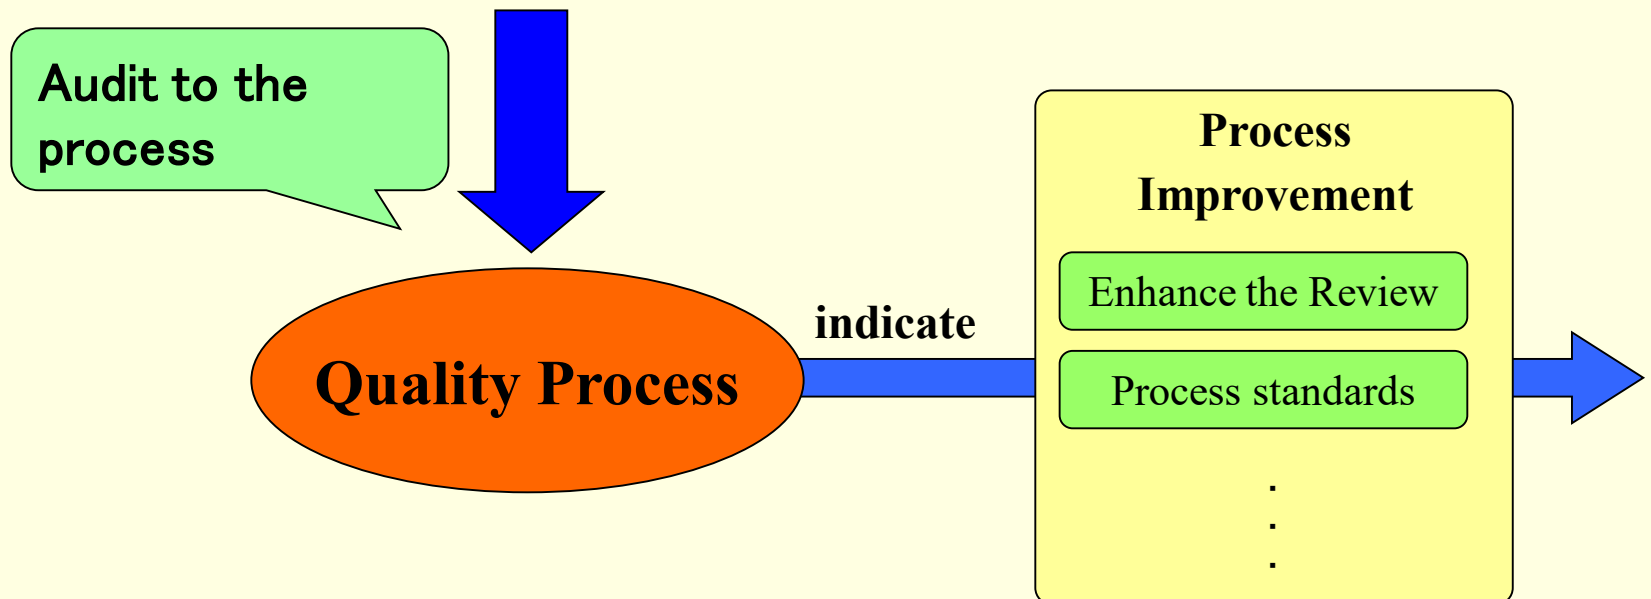 Audit to the
process
Process
Improvement
Enhance the Review
indicate
Quality Process
Process standards
.
.
.